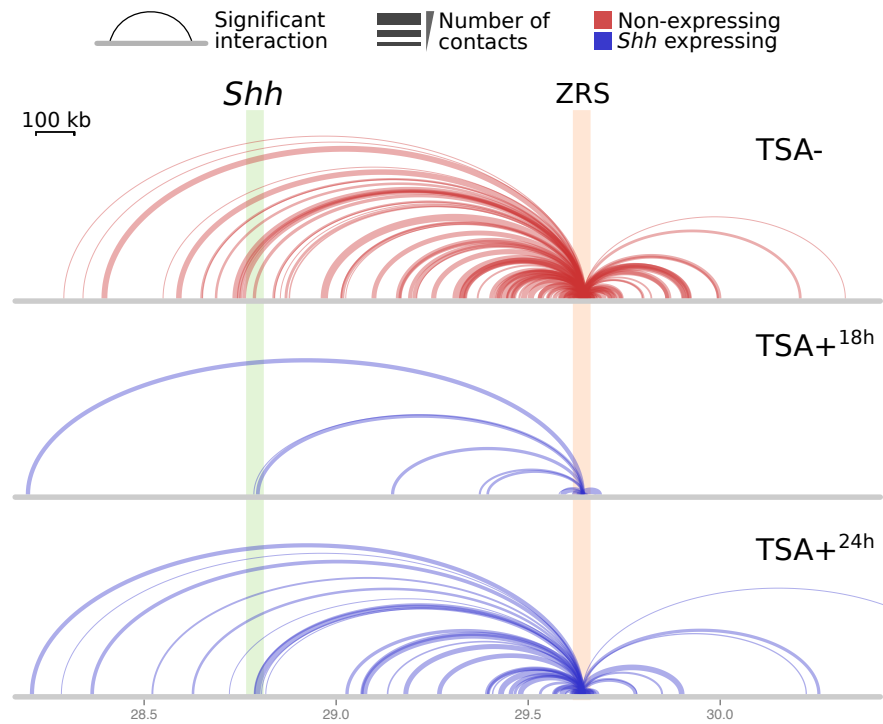 Significant
interaction
Number of
contacts
Non-expressing
Shh expressing
Shh
ZRS
100 kb
TSA-
TSA+18h
TSA+24h
28.5 29.0 29.5 30.0